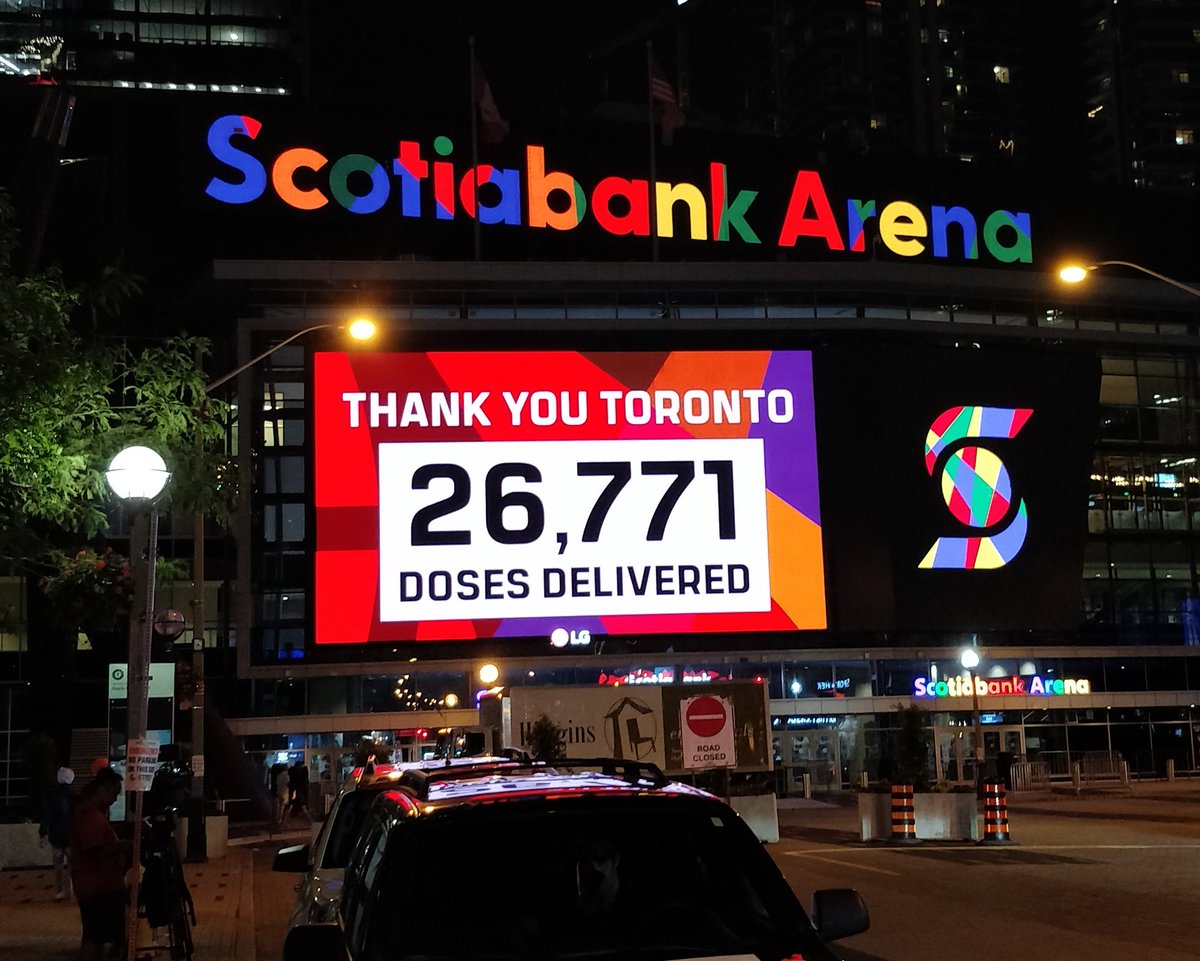 Scotiabank Arena
THANK YOU TORONTO
26,771
DOSES DELIVERED
LG
Scotiabank Arena
ROAD
CLOSED